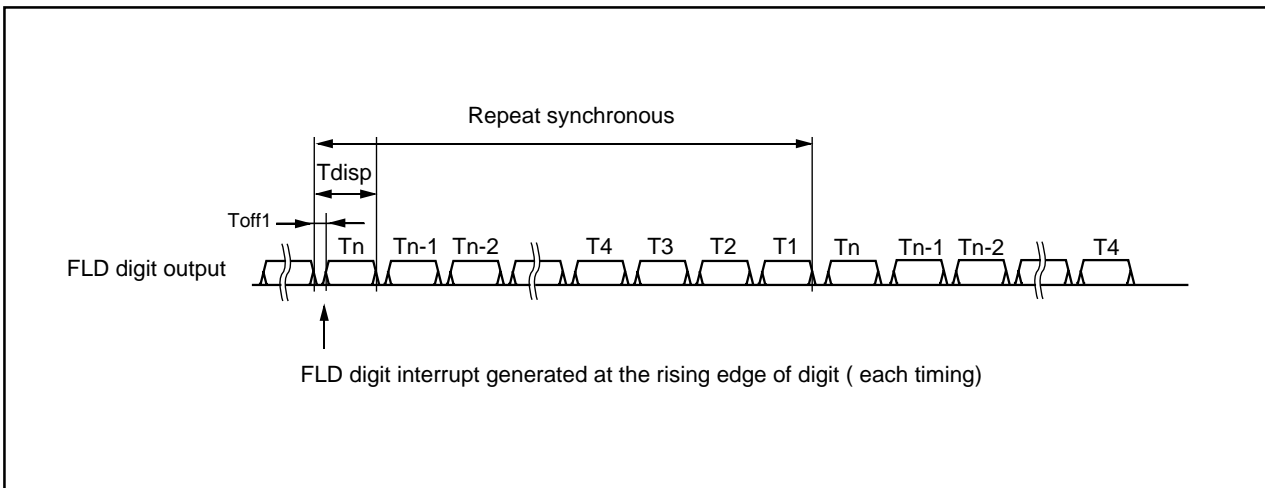 Repeat synchronous
Tdisp
Toff1
Tn Tn-1 Tn-2 T4 T3 T2 T1 Tn Tn-1 Tn-2 T4
FLD digit output
FLD digit interrupt generated at the rising edge of digit ( each timing)